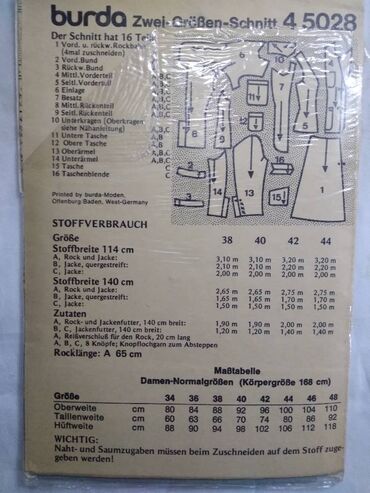 burda Zwei-Größen-Schnitt 4 5028
Der Schnitt hat 16 Teile
1 Vord. u. rückw. Rockbahn
(4mal zuschneiden)
2 Vord. Bund
3 Rückw. Bund
4 Mittl. Vorderteil
5 Seitl. Vorderteil
6 Einlage
7 Besatz
8 Mittl. Rückenteil
9 Seitl. Rückenteil
10 Unterkragen (Oberkragen
siehe Nähanleitung)
11 Untere Tasche
12 Obere Tasche
13 Oberärmel
14 Unterärmel
15 Tasche
16 Taschenblende
Printed by burda-Moden,
Offenburg Baden, West-Germany
STOFFVERBRAUCH
Größe 38 40 42 44
Stoffbreite 114 cm
A, Rock und Jacke: 3,10 m 3,10 m 3,20 m 3,20 m
B, Jacke, quergestreift: 2,10 m 2,10 m 2,20 m 2,20 m
C, Jacke: 2,00 m 2,00 m 2,00 m 2,00 m
Stoffbreite 140 cm
A, Rock und Jacke: 2,65 m 2,65 m 2,75 m 2,75 m
B, Jacke, quergestreift: 1,65 m 1,65 m 1,70 m 1,70 m
C, Jacke: 1,50 m 1,50 m 1,50 m 1,50 m
Zutaten
A, Rock- und Jackenfutter, 140 cm breit: 1,90 m 1,90 m 2,00 m 2,00 m
B, C, Jackenfutter, 140 cm breit: 1,20 m 1,20 m 1,40 m 1,40 m
A, Reißverschluß für den Rock, 20 cm lang
A, B, C, 8 Knöpfe; Knopflochgarn zum Absteppen
Rocklänge: A 65 cm
Maßtabelle
Damen-Normalgrößen (Körpergröße 168 cm)
Größe 34 36 38 40 42 44 46 48
Oberweite cm 80 84 88 92 96 100 104 110
Taillenweite cm 60 63 66 70 74 80 86 92
Hüftweite cm 88 90 94 98 102 106 112 118
WICHTIG:
Naht- und Saumzugaben müssen beim Zuschneiden auf dem Stoff zuge-
geben werden!